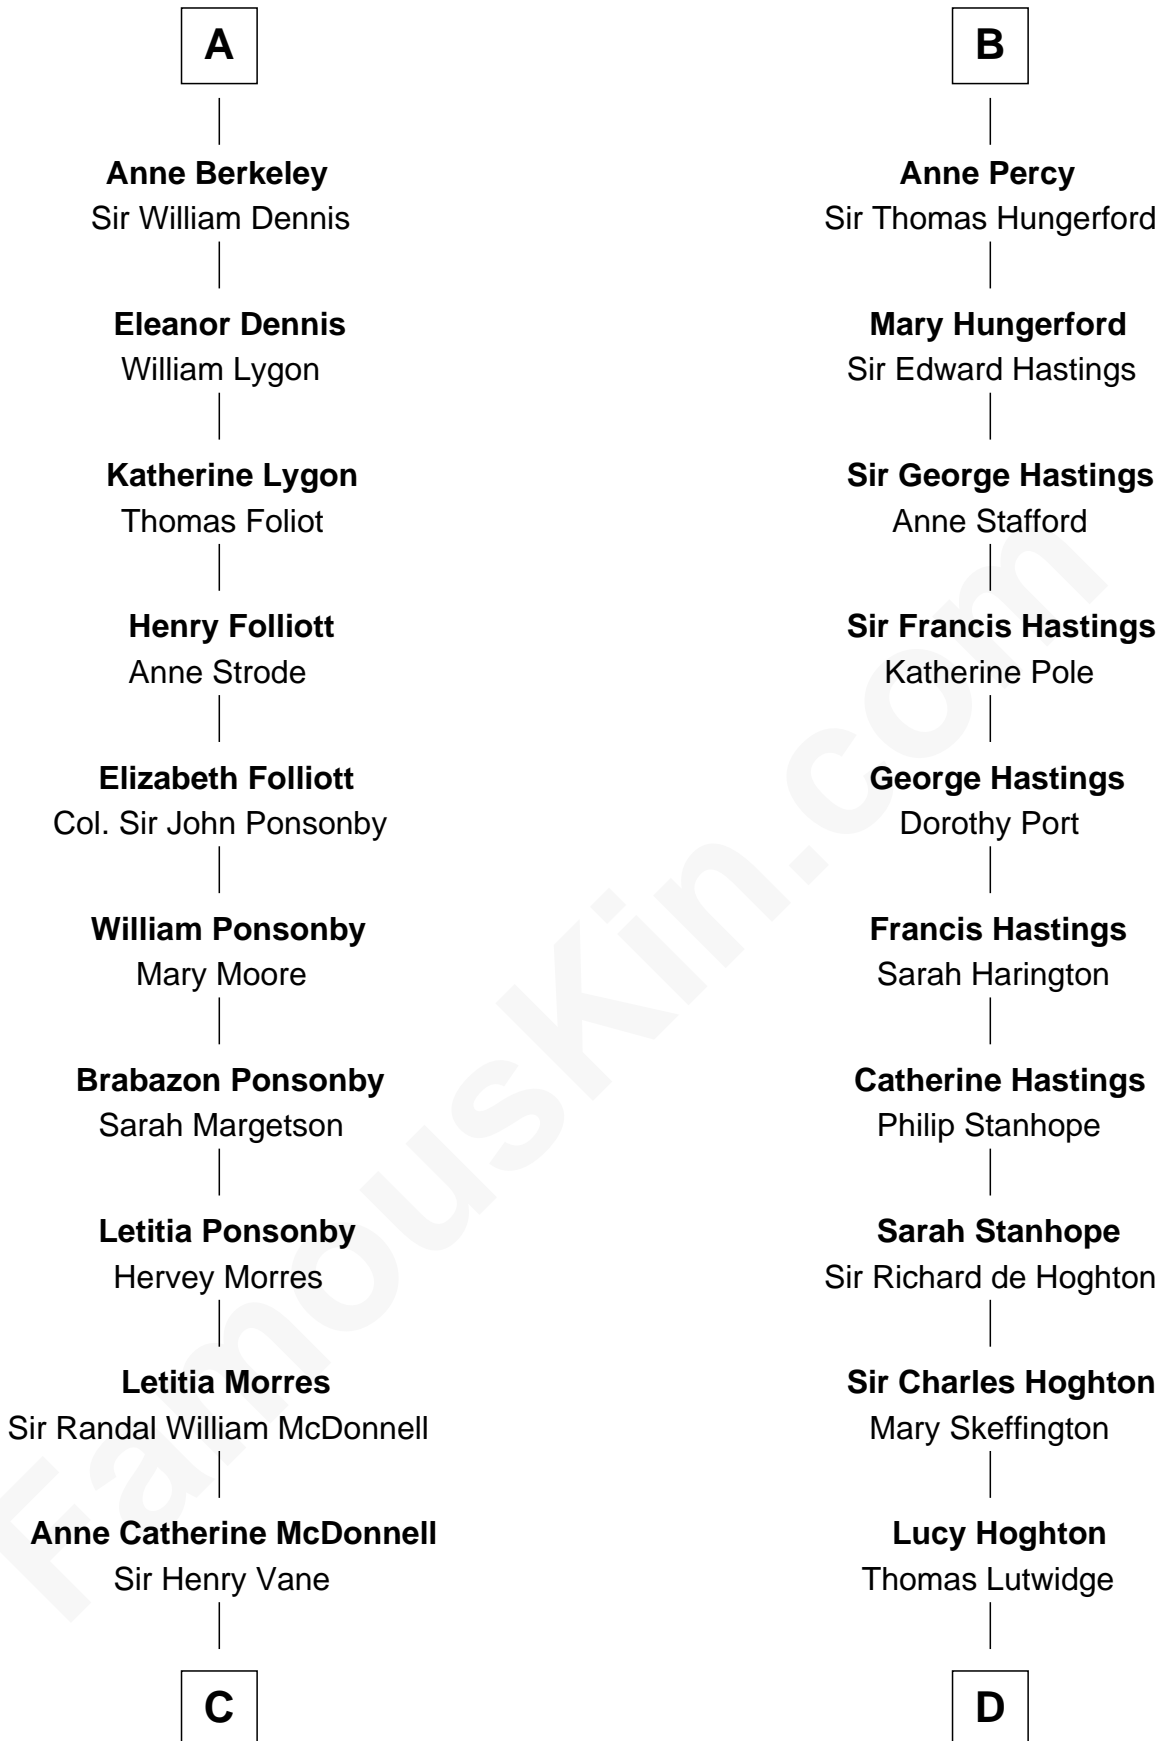 A
Anne Berkeley
Sir William Dennis
Eleanor Dennis
William Lygon
Katherine Lygon
Thomas Foliot
Henry Folliott
Anne Strode
Elizabeth Folliott
Col. Sir John Ponsonby
William Ponsonby
Mary Moore
Brabazon Ponsonby
Sarah Margetson
Letitia Ponsonby
Hervey Morres
Letitia Morres
Sir Randal William McDonnell
Anne Catherine McDonnell
Sir Henry Vane
C
B
Anne Percy
Sir Thomas Hungerford
Mary Hungerford
Sir Edward Hastings
Sir George Hastings
Anne Stafford
Sir Francis Hastings
Katherine Pole
George Hastings
Dorothy Port
Francis Hastings
Sarah Harington
Catherine Hastings
Philip Stanhope
Sarah Stanhope
Sir Richard de Hoghton
Sir Charles Hoghton
Mary Skeffington
Lucy Hoghton
Thomas Lutwidge
D
FamousKin.com